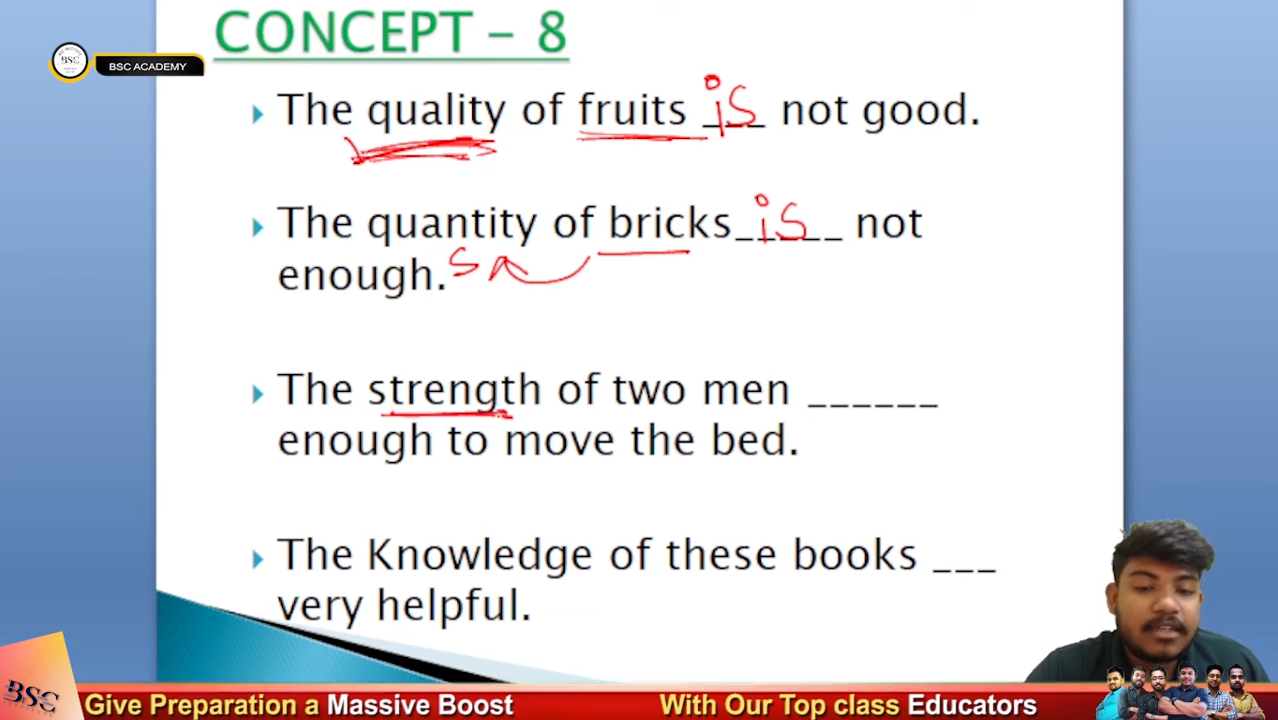 CONCEPT - 8
BSC ACADEMY
The quality of fruits is not good.
The quantity of bricks is not
enough. s
The strength of two men ______
enough to move the bed.
The Knowledge of these books ___
very helpful.
BSC
Give Preparation a Massive Boost With Our Top class Educators